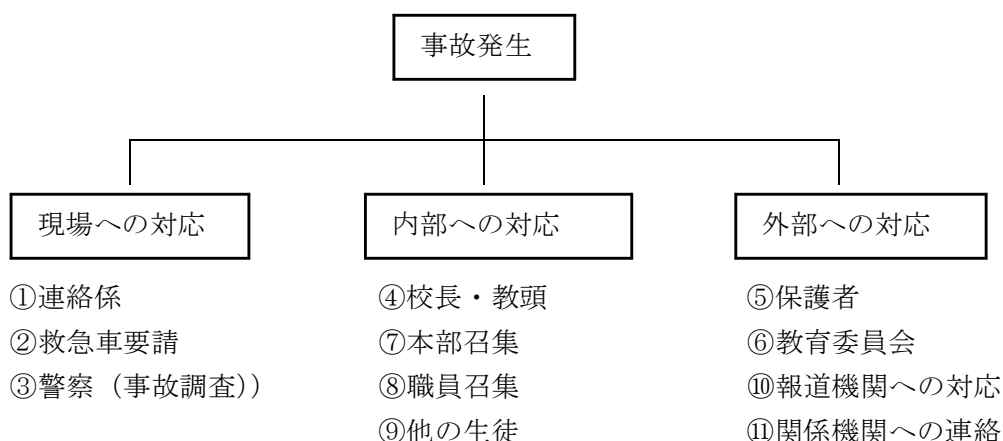 事故発生
現場への対応
内部への対応
外部への対応
①連絡係
②救急車要請
③警察（事故調査））
④校長・教頭
⑦本部召集
⑧職員召集
⑨他の生徒
⑤保護者
⑥教育委員会
⑩報道機関への対応
⑪関係機関への連絡